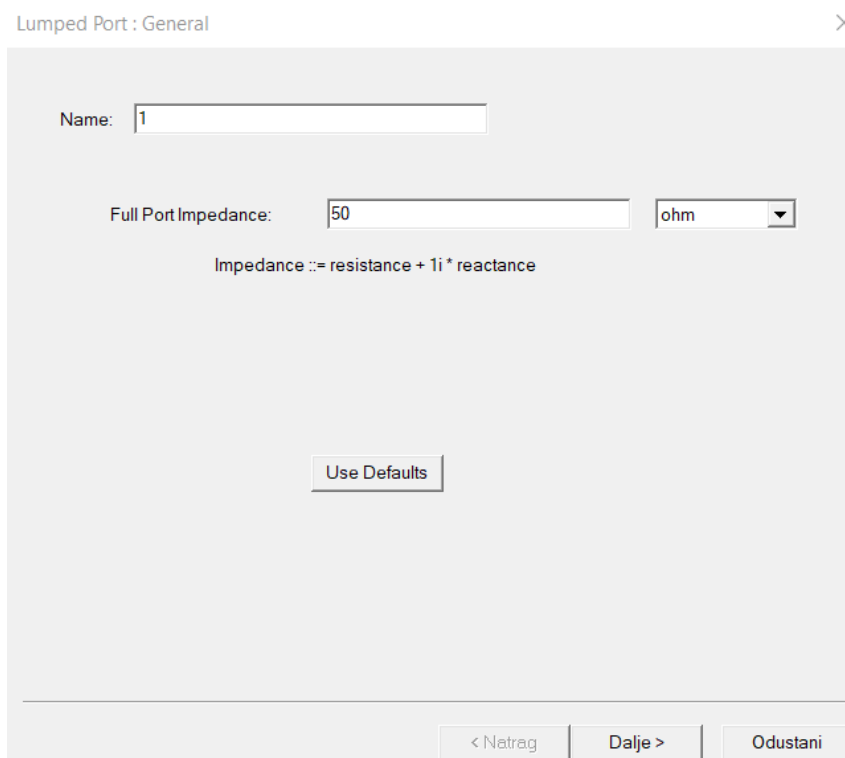 Lumped Port : General
Name: 1
Full Port Impedance: 50 ohm
Impedance ::= resistance + 1i * reactance
Use Defaults
< Natrag Dalje > Odustani